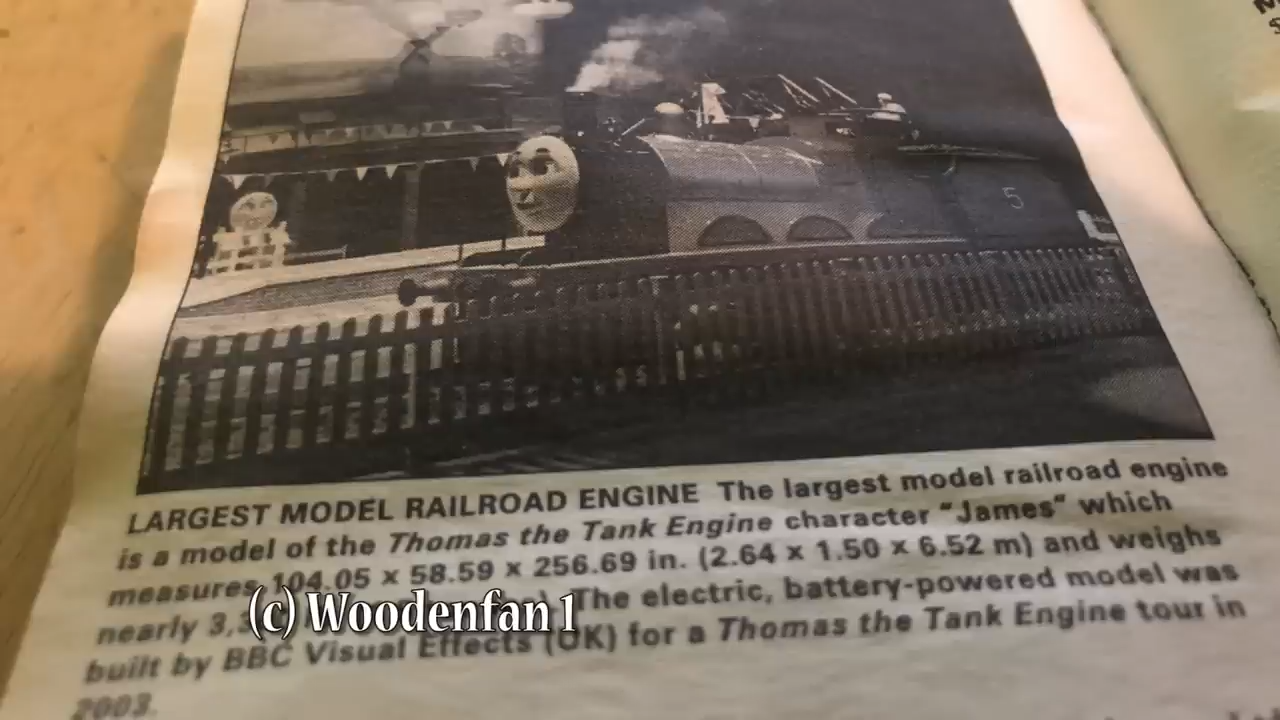 5
LARGEST MODEL RAILROAD ENGINE The largest model railroad engine
is a model of the Thomas the Tank Engine character “James” which
measures 104.05 × 58.59 × 256.69 in. (2.64 x 1.50 × 6.52 m) and weighs
nearly The electric, battery-powered model was
(c) Woodenfan1
built by BBC Visual Effects (UK) for a Thomas the Tank Engine tour in
2003.